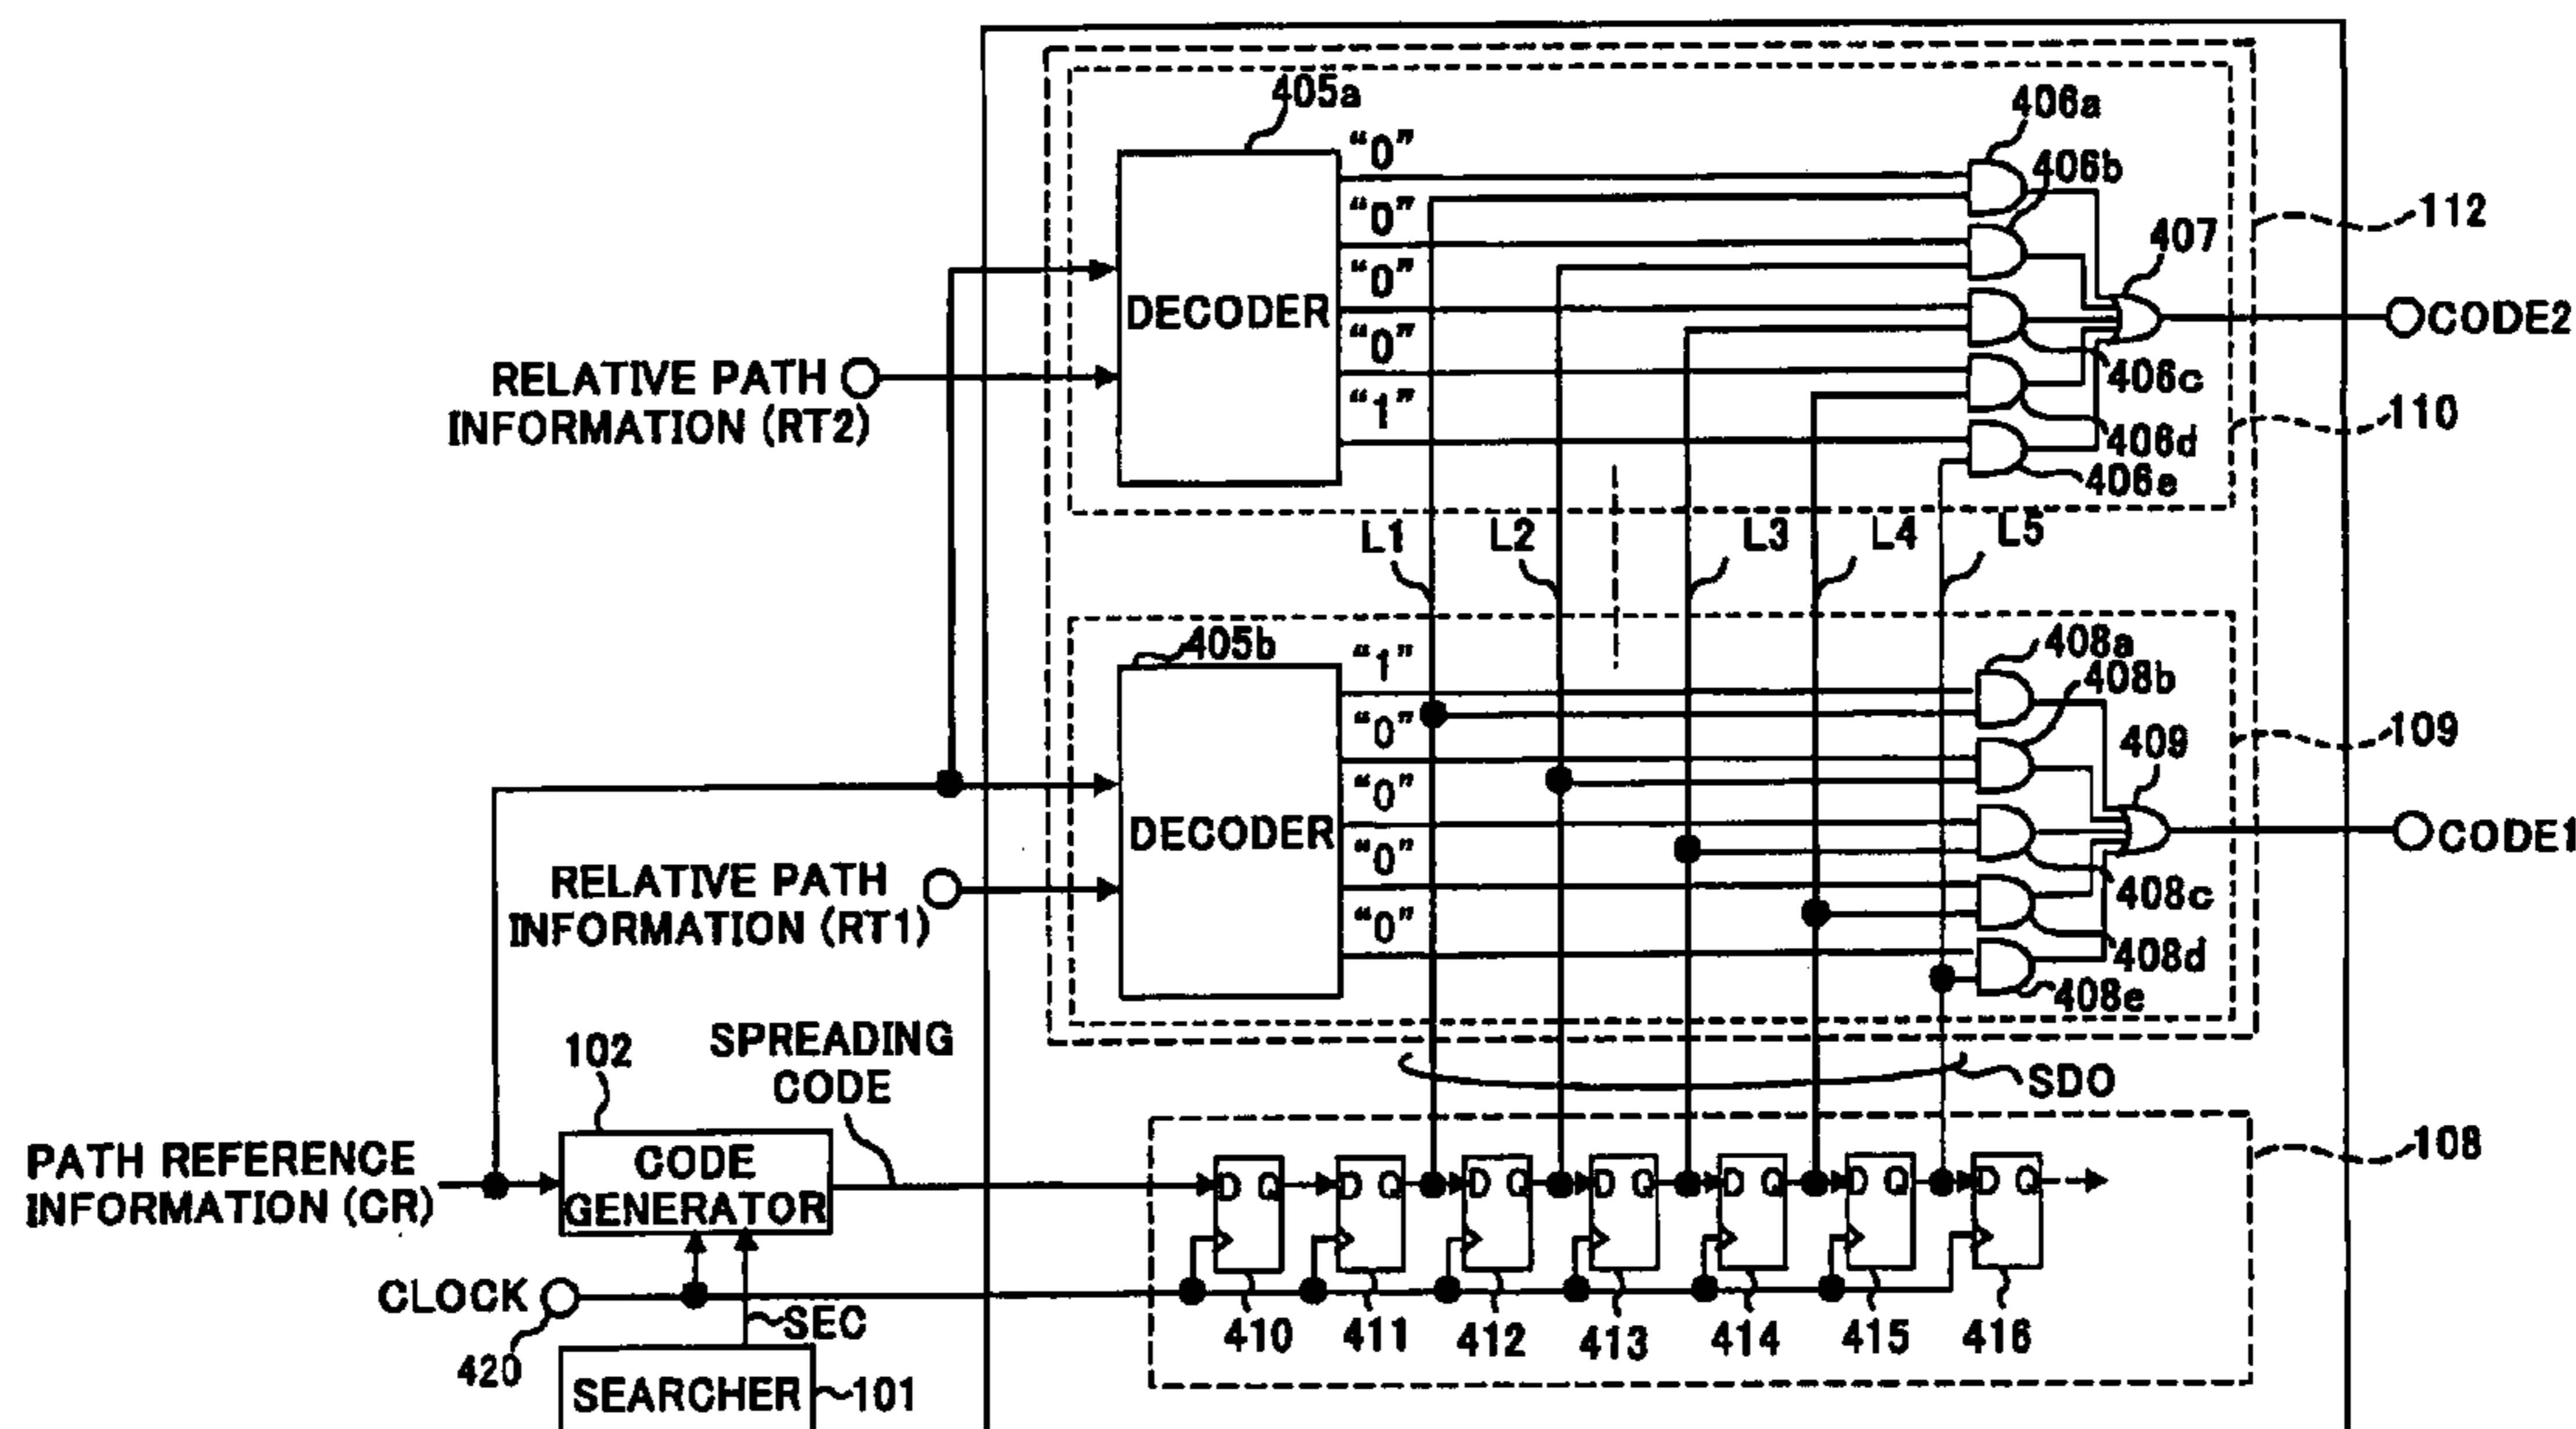 405a
“0”
“0”
“0”
“0”
“1”
406a
406b
406c
406d
406e
407
112
110
CODE2
DECODER
RELATIVE PATH
INFORMATION (RT2)
L1
L2
L3
L4
L5
405b
“1”
“0”
“0”
“0”
“0”
408a
408b
408c
408d
408e
409
109
CODE1
DECODER
RELATIVE PATH
INFORMATION (RT1)
SPREADING
CODE
102
SDO
108
PATH REFERENCE
INFORMATION (CR)
CODE
GENERATOR
D Q
D Q
D Q
D Q
D Q
D Q
D Q
CLOCK
420
SEC
410
411
412
413
414
415
416
SEARCHER
101